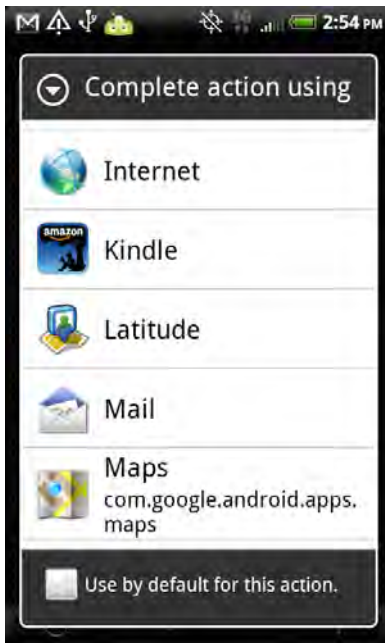 2:54 PM
Complete action using
Internet
amazon
Kindle
Latitude
Mail
Maps
com.google.android.apps.
maps
Use by default for this action.